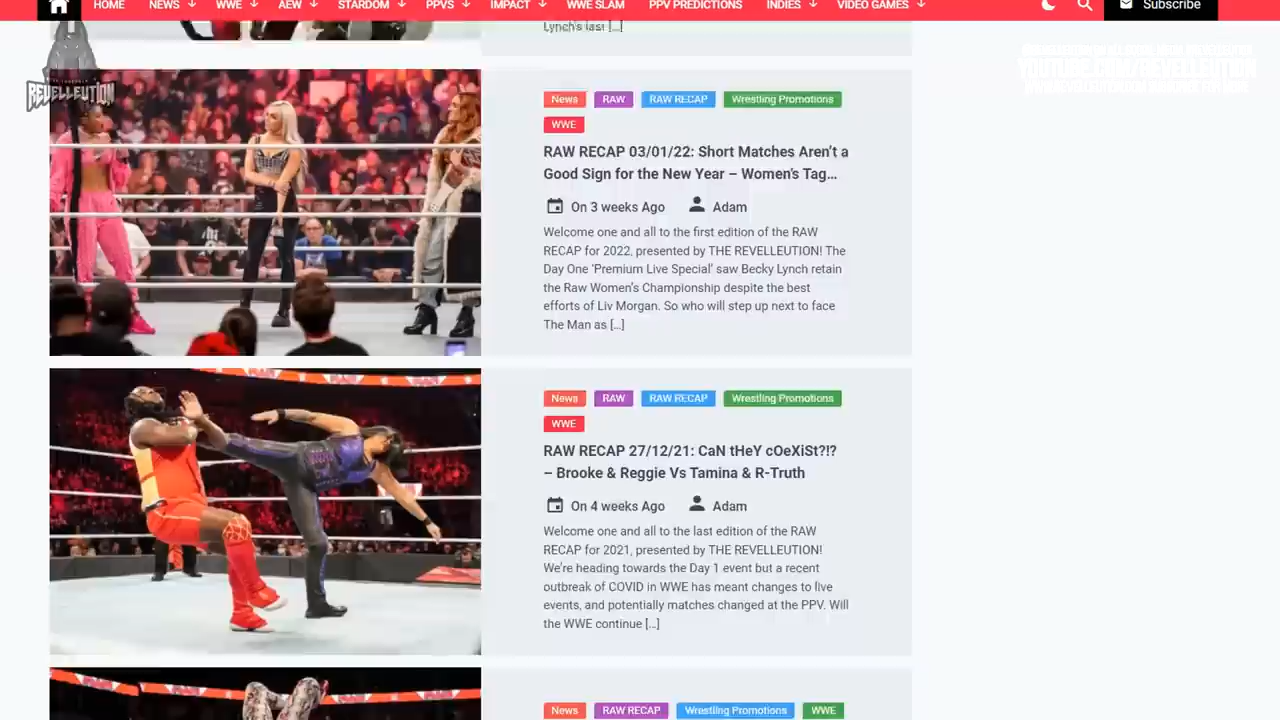 HOME NEWS WWE AEW STARDOM PPVS IMPACT WWE SLAM PPV PREDICTIONS INDIES VIDEO GAMES Subscribe
Lynch's last [...]
REVELLEUTION
YOUTUBE.COM/REVELLEUTION
News RAW RAW RECAP Wrestling Promotions
WWE
RAW RECAP 03/01/22: Short Matches Aren't a
Good Sign for the New Year – Women's Tag...
On 3 weeks Ago Adam
Welcome one and all to the first edition of the RAW
RECAP for 2022, presented by THE REVELLEUTION! The
Day One 'Premium Live Special' saw Becky Lynch retain
the Raw Women's Championship despite the best
efforts of Liv Morgan. So who will step up next to face
The Man as [...]
News RAW RAW RECAP Wrestling Promotions
WWE
RAW RECAP 27/12/21: CaN tHeY cOeXiSt?!?
– Brooke & Reggie Vs Tamina & R-Truth
On 4 weeks Ago Adam
Welcome one and all to the last edition of the RAW
RECAP for 2021, presented by THE REVELLEUTION!
We're heading towards the Day 1 event but a recent
outbreak of COVID in WWE has meant changes to live
events, and potentially matches changed at the PPV. Will
the WWE continue [...]
News RAW RECAP Wrestling Promotions WWE